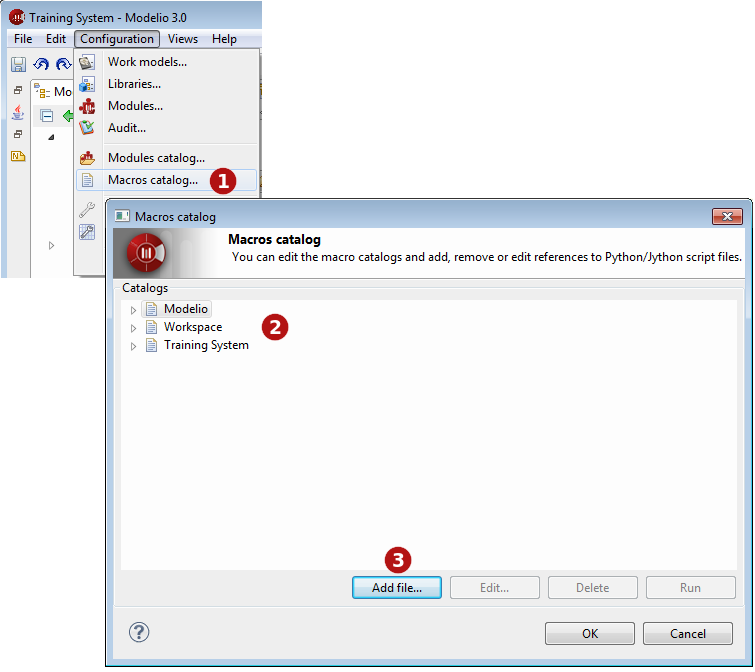 Training System - Modelio 3.0
File Edit Configuration Views Help
Work models...
Mo
Libraries...
Modules...
Audit...
N
Modules catalog...
Macros catalog... 1
Macros catalog
Macros catalog
You can edit the macro catalogs and add, remove or edit references to Python/Jython script files.
Catalogs
Modelio
Workspace 2
Training System
3
Add file... Edit... Delete Run
? OK Cancel